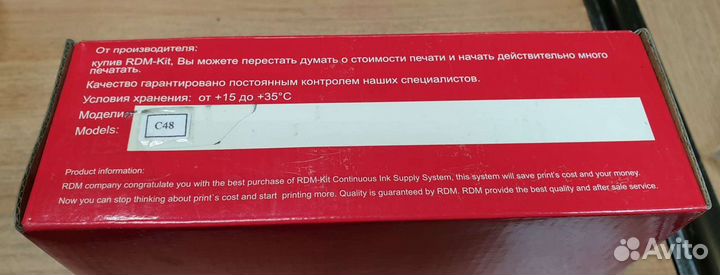 От производителя:
купив RDM-Kit, Вы можете перестать думать о стоимости печати и начать действительно много
печатать.
Качество гарантировано постоянным контролем наших специалистов.
Условия хранения: от +15 до +35°C
Модели:
Models:
C48
Product information:
RDM company congratulate you with the best purchase of RDM-Kit Continuous Ink Supply System, this system will save print's cost and your money.
Now you can stop thinking about print`s cost and start printing more. Quality is guaranteed by RDM. RDM provide the best quality and after sale service.
Avito